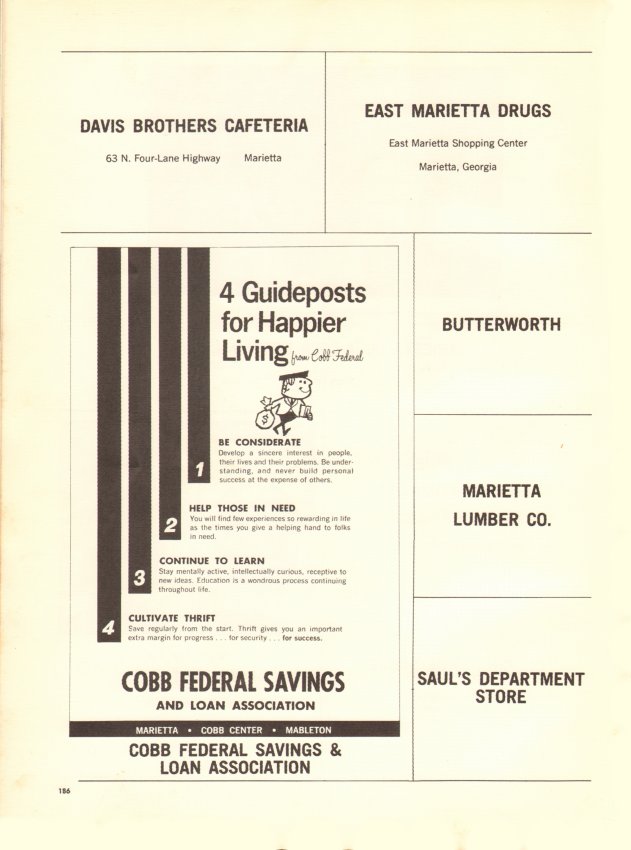 DAVIS BROTHERS CAFETERIA
63 N. Four-Lane Highway Marietta
EAST MARIETTA DRUGS
East Marietta Shopping Center
Marietta, Georgia
4 Guideposts
for Happier
Living from Cobb Federal
$
1
BE CONSIDERATE
Develop a sincere interest in people,
their lives and their problems. Be under-
standing, and never build personal
success at the expense of others.
2
HELP THOSE IN NEED
You will find few experiences so rewarding in life
as the times you give a helping hand to folks
in need.
3
CONTINUE TO LEARN
Stay mentally active, intellectually curious, receptive to
new ideas. Education is a wondrous process continuing
throughout life.
4
CULTIVATE THRIFT
Save regularly from the start. Thrift gives you an important
extra margin for progress . . . for security . . . for success.
COBB FEDERAL SAVINGS
AND LOAN ASSOCIATION
MARIETTA • COBB CENTER • MABLETON
COBB FEDERAL SAVINGS &
LOAN ASSOCIATION
BUTTERWORTH
MARIETTA
LUMBER CO.
SAUL'S DEPARTMENT
STORE
186